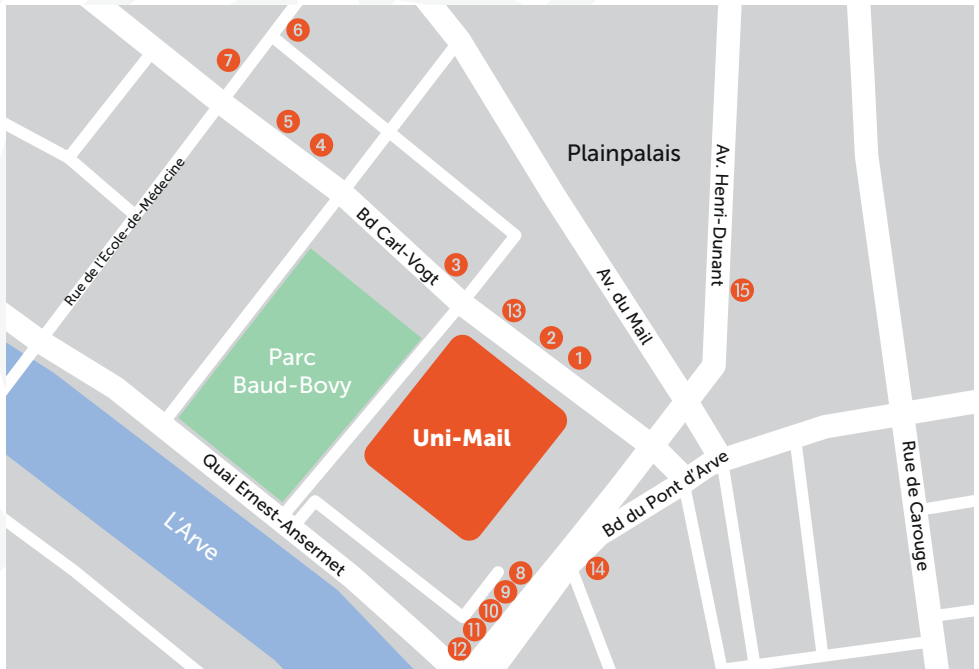 6
7
5
4
Plainpalais
Av. Henri-Dunant
Rue de l'Ecole-de-Médecine
Bd Carl-Vogt
3
Av. du Mail
15
13
2
1
Parc
Baud-Bovy
Uni-Mail
Quai Ernest-Ansermet
L'Arve
Bd du Pont d'Arve
Rue de Carouge
14
8
9
10
11
12